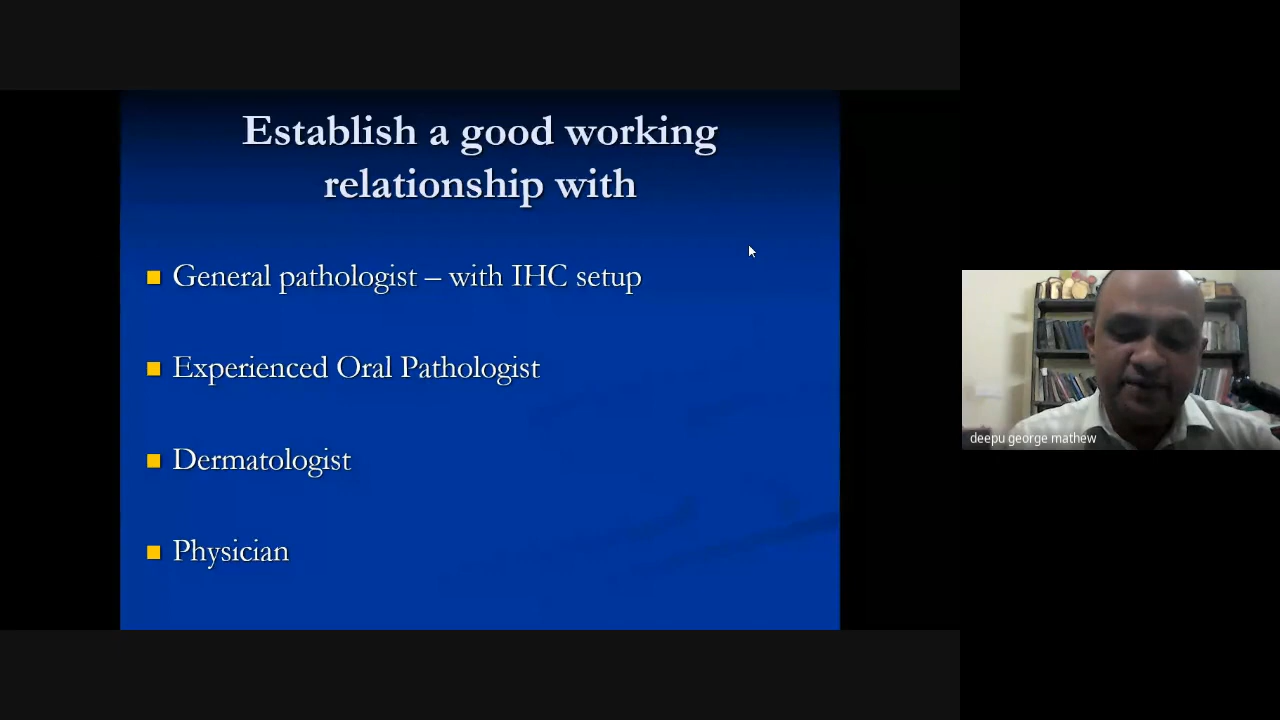 Establish a good working
relationship with
General pathologist – with IHC setup
Experienced Oral Pathologist
Dermatologist
Physician
deepu george mathew